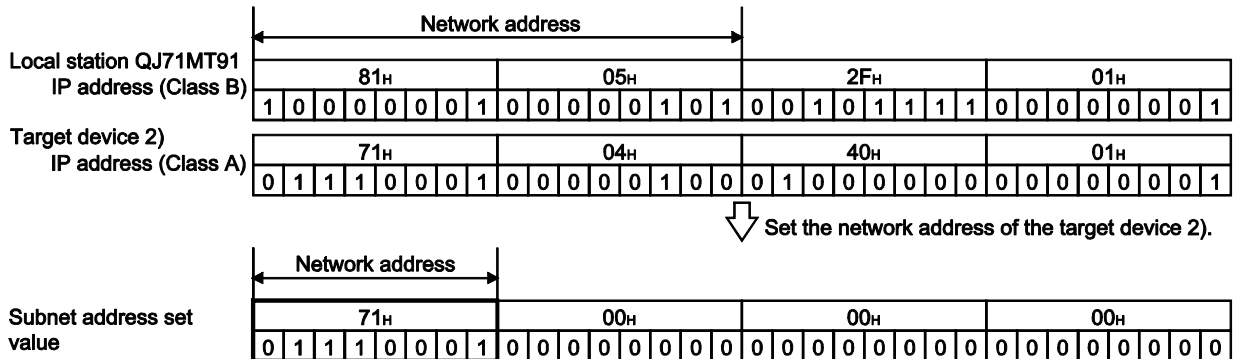 Network address
Local station QJ71MT91
IP address (Class B)
81H 05H 2FH 01H
1 0 0 0 0 0 0 1 0 0 0 0 0 1 0 1 0 0 1 0 1 1 1 1 0 0 0 0 0 0 0 1
Target device 2)
IP address (Class A)
71H 04H 40H 01H
0 1 1 1 0 0 0 1 0 0 0 0 0 1 0 0 0 1 0 0 0 0 0 0 0 0 0 0 0 0 0 1
Set the network address of the target device 2).
Network address
Subnet address set
value
71H 00H 00H 00H
0 1 1 1 0 0 0 1 0 0 0 0 0 0 0 0 0 0 0 0 0 0 0 0 0 0 0 0 0 0 0 0